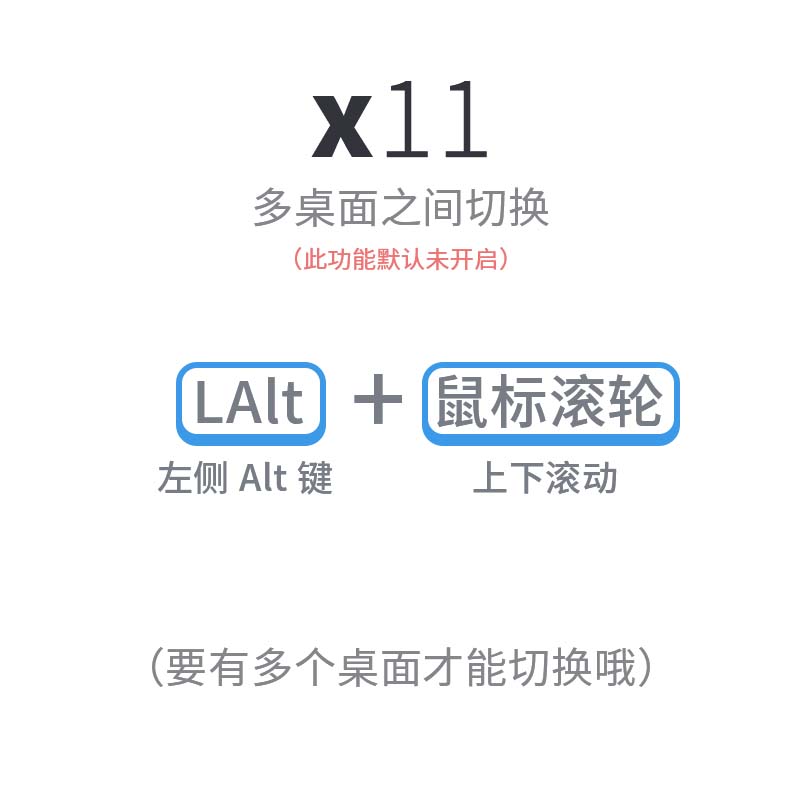 x11
多桌面之间切换
（此功能默认未开启）
LAlt + 鼠标滚轮
左侧 Alt 键 上下滚动
（要有多个桌面才能切换哦）